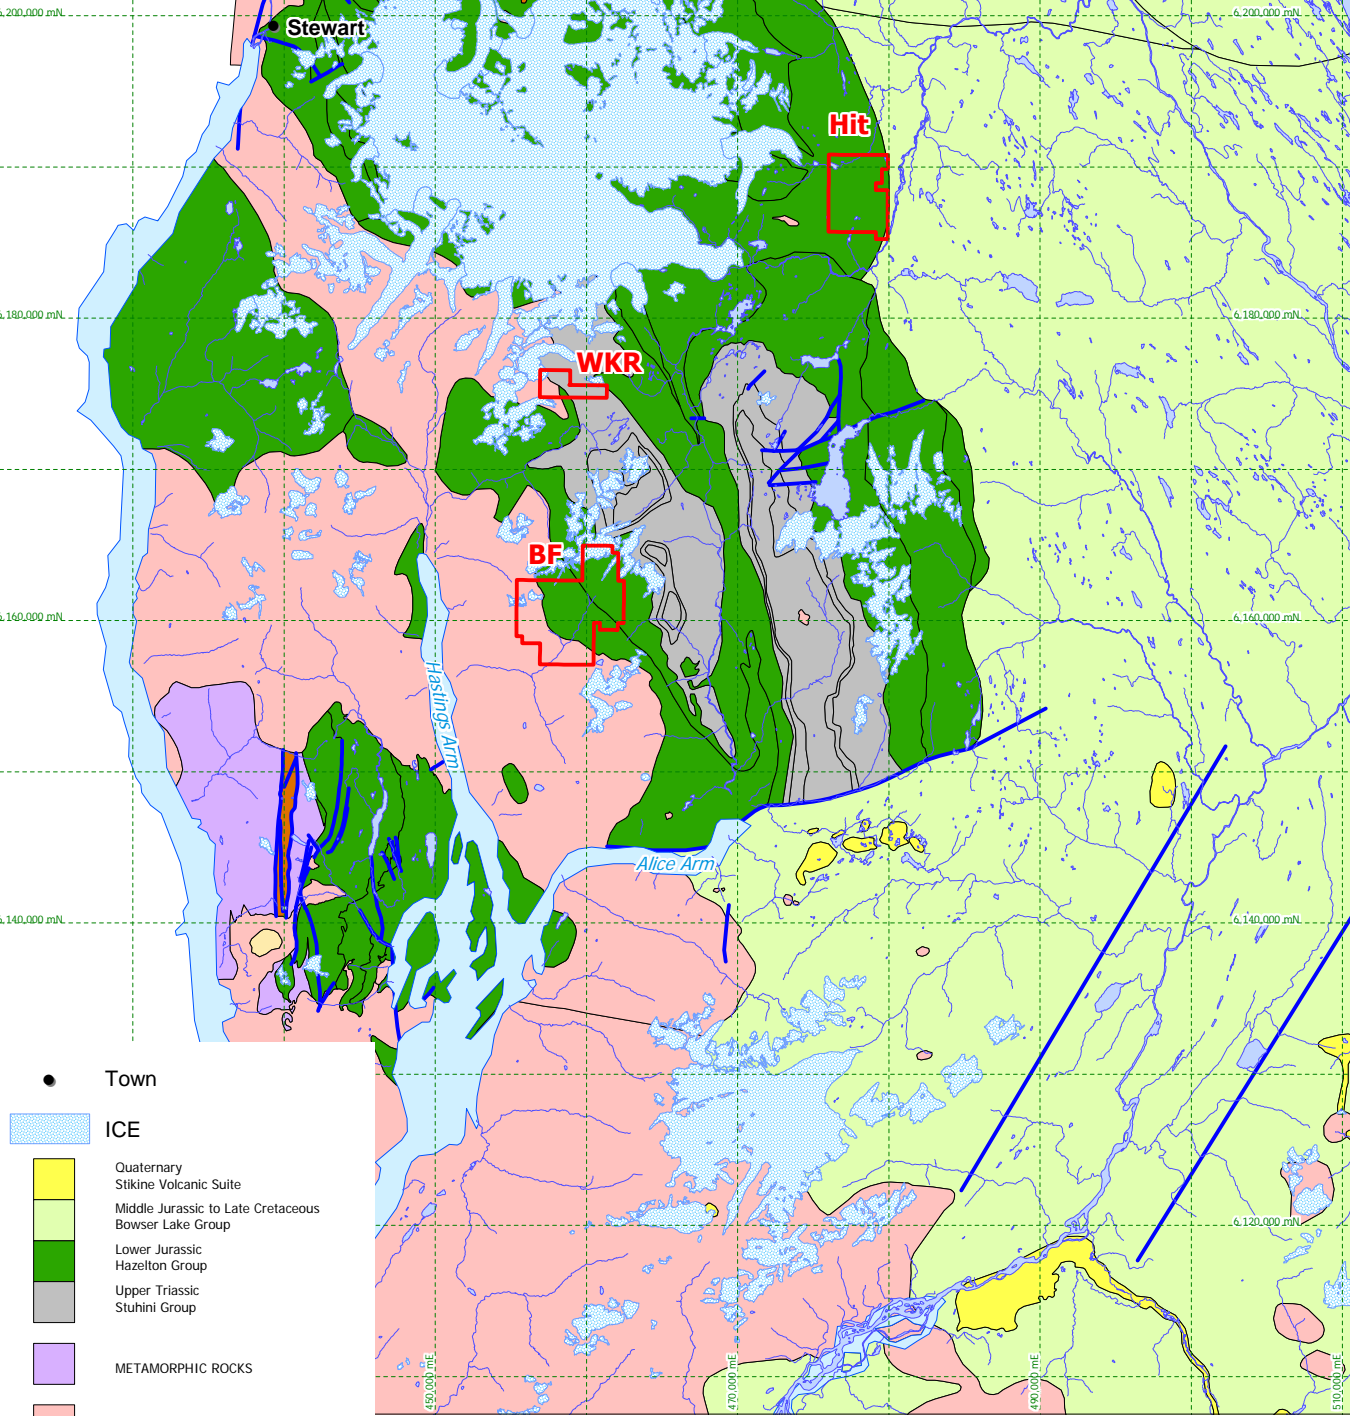 6,200,000 mN
6,200,000 mN
Stewart
Hit
6,180,000 mN
6,180,000 mN
WKR
BF
6,160,000 mN
6,160,000 mN
Hastings Arm
Alice Arm
6,140,000 mN
6,140,000 mN
6,120,000 mN
450,000 mE
470,000 mE
490,000 mE
510,000 mE
Town
ICE
Quaternary
Stikine Volcanic Suite
Middle Jurassic to Late Cretaceous
Bowser Lake Group
Lower Jurassic
Hazelton Group
Upper Triassic
Stuhini Group
METAMORPHIC ROCKS